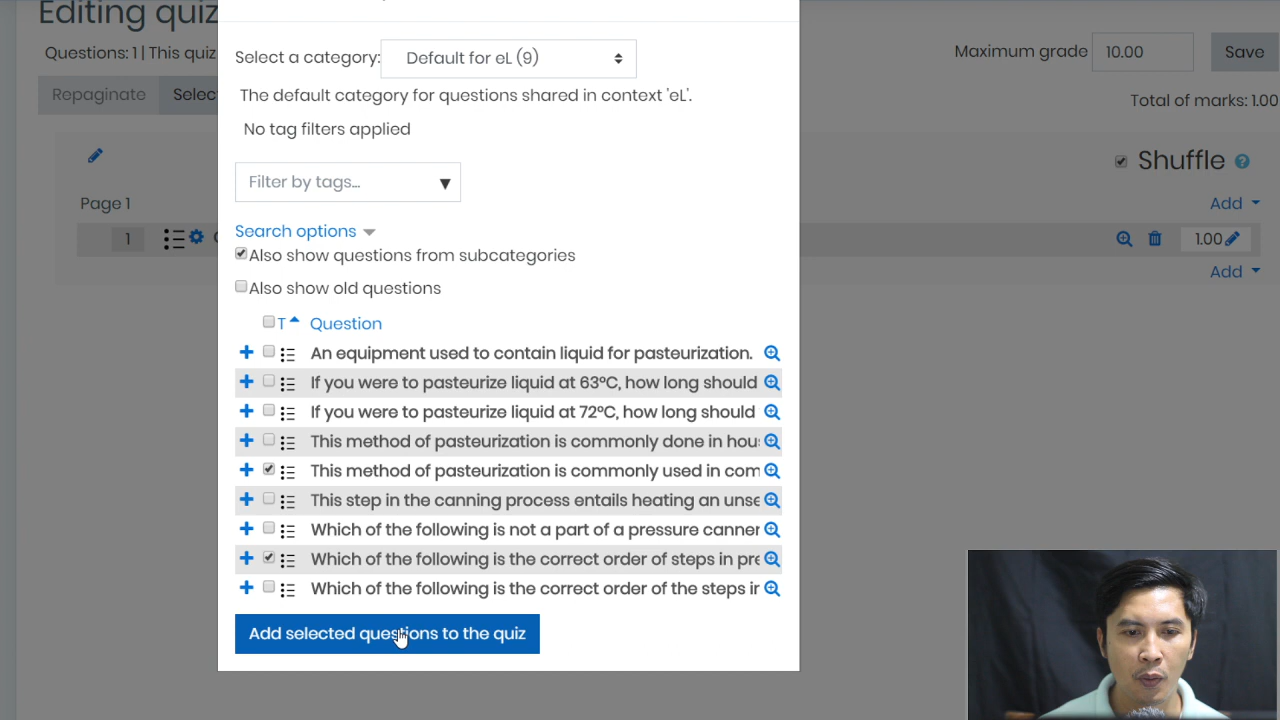 Editing quiz
Questions: 1 | This quiz
Maximum grade 10.00 Save
Repaginate Selec
Total of marks: 1.00
Shuffle
Page 1
Add
1
1.00
Add
Select a category: Default for eL (9)
The default category for questions shared in context 'eL'.
No tag filters applied
Filter by tags...
Search options
Also show questions from subcategories
Also show old questions
T Question
An equipment used to contain liquid for pasteurization.
If you were to pasteurize liquid at 63°C, how long should
If you were to pasteurize liquid at 72°C, how long should
This method of pasteurization is commonly done in hou
This method of pasteurization is commonly used in com
This step in the canning process entails heating an unse
Which of the following is not a part of a pressure canner
Which of the following is the correct order of steps in pre
Which of the following is the correct order of the steps in
Add selected questions to the quiz